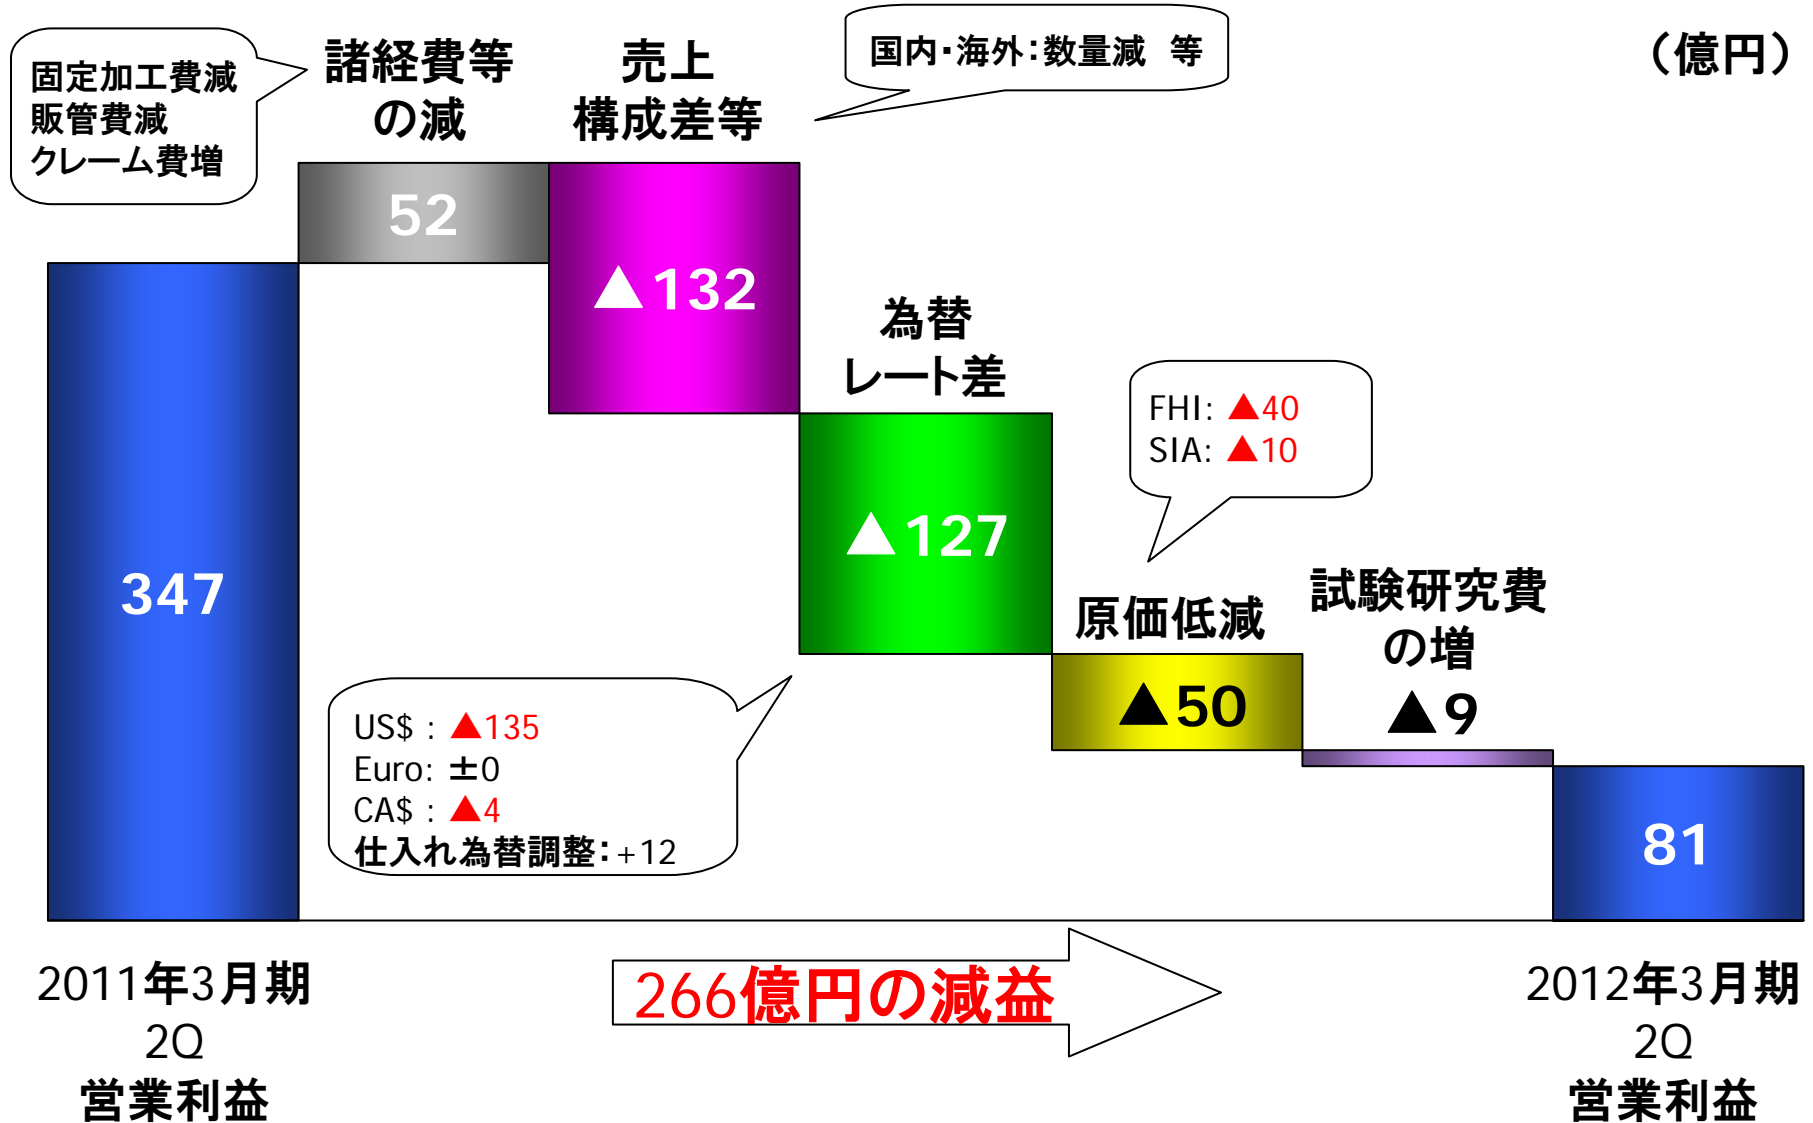 （億円）
固定加工費減
販管費減
クレーム費増
諸経費等
の減
売上
構成差等
国内・海外：数量減　等
52
▲132
為替
レート差
FHI: ▲40
SIA: ▲10
347
▲127
原価低減
試験研究費
の増
▲50
▲9
US$ : ▲135
Euro: ±0
CA$ : ▲4
仕入れ為替調整：+12
81
2011年3月期
2Q
営業利益
266億円の減益
2012年3月期
2Q
営業利益